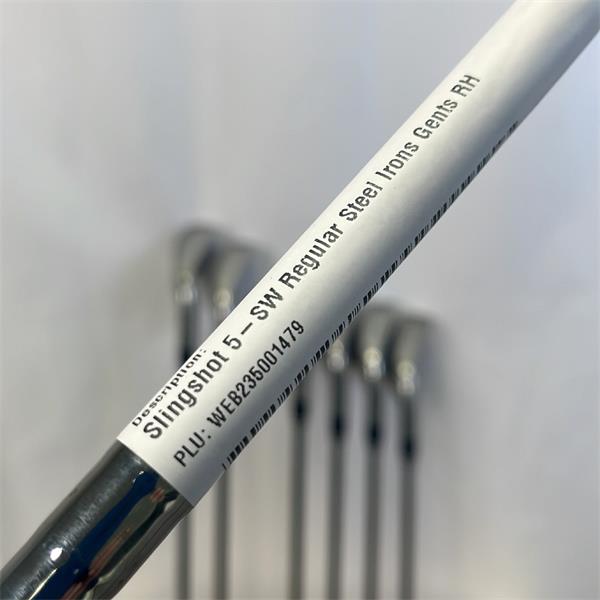 Description:
Slingshot 5 – SW Regular Steel Irons Gents RH
PLU: WEB235001479